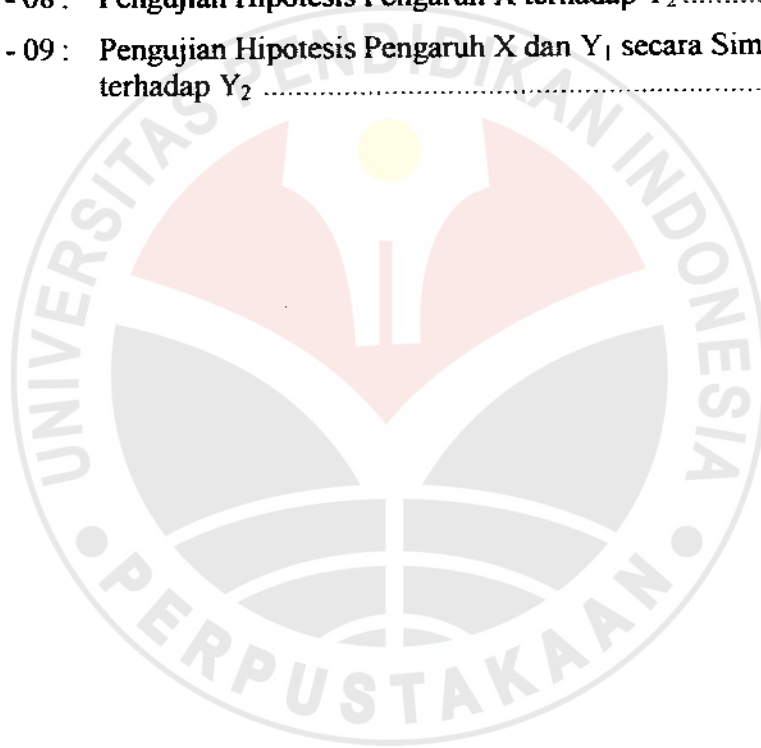 - 08 : Pengujian Hipotesis Pengaruh X terhadap Y₂ ..........
- 09 : Pengujian Hipotesis Pengaruh X dan Y₁ secara Sim
terhadap Y₂ ..........................................................
UNIVERSITAS PENDIDIKAN INDONESIA
• PERPUSTAKAAN •